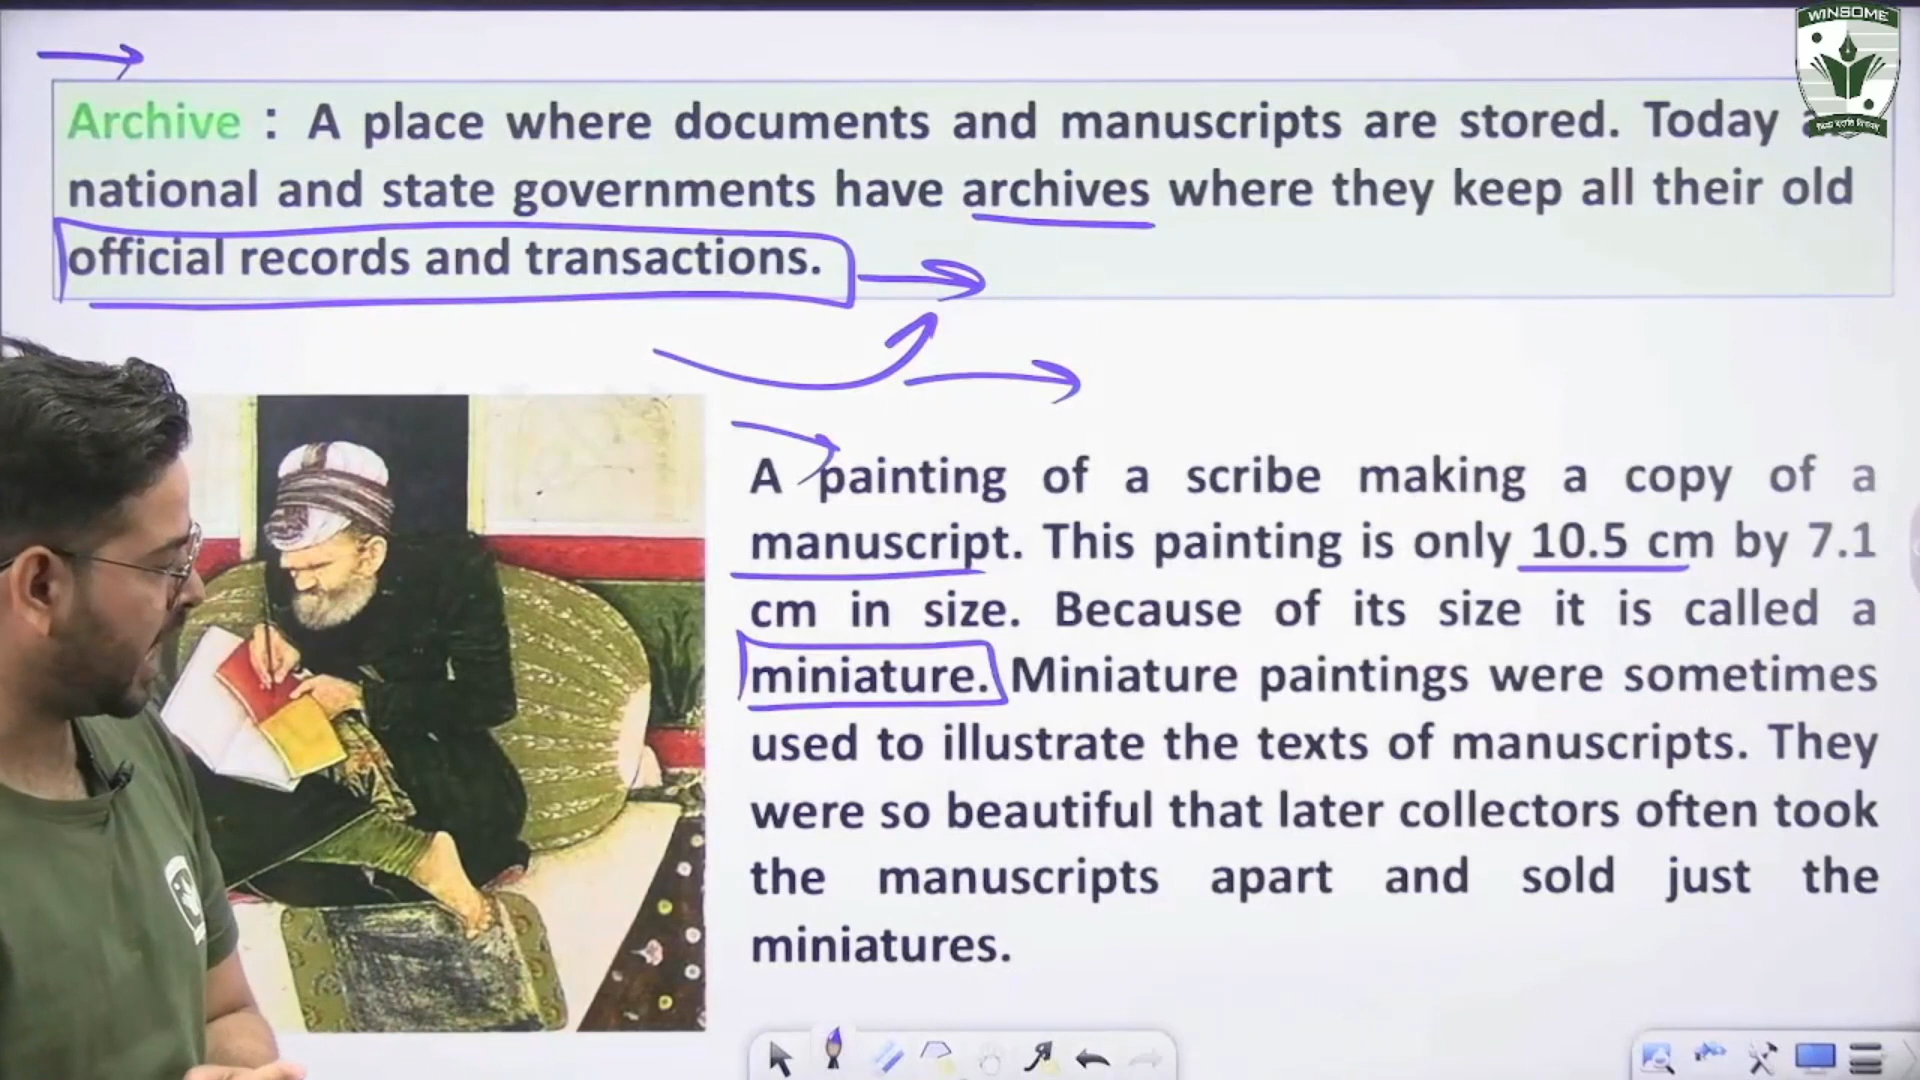 WINSOME
Archive : A place where documents and manuscripts are stored. Today
national and state governments have archives where they keep all their old
official records and transactions.
A painting of a scribe making a copy of a
manuscript. This painting is only 10.5 cm by 7.1
cm in size. Because of its size it is called a
miniature. Miniature paintings were sometimes
used to illustrate the texts of manuscripts. They
were so beautiful that later collectors often took
the manuscripts apart and sold just the
miniatures.